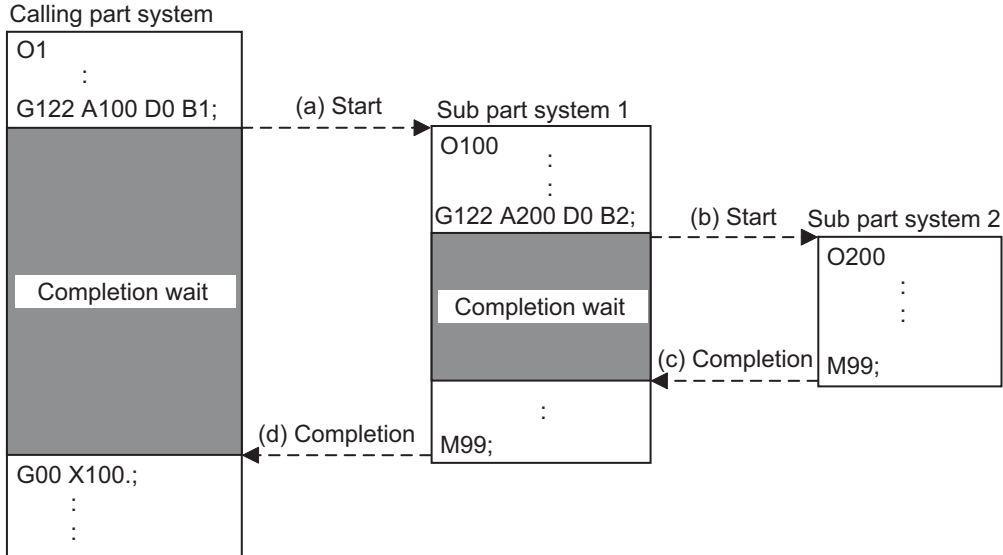 Calling part system
O1
:
G122 A100 D0 B1;
(a) Start
Sub part system 1
O100
:
:
G122 A200 D0 B2;
(b) Start
Sub part system 2
O200
:
:
Completion wait
Completion wait
(c) Completion
M99;
:
(d) Completion
M99;
G00 X100.;
:
: